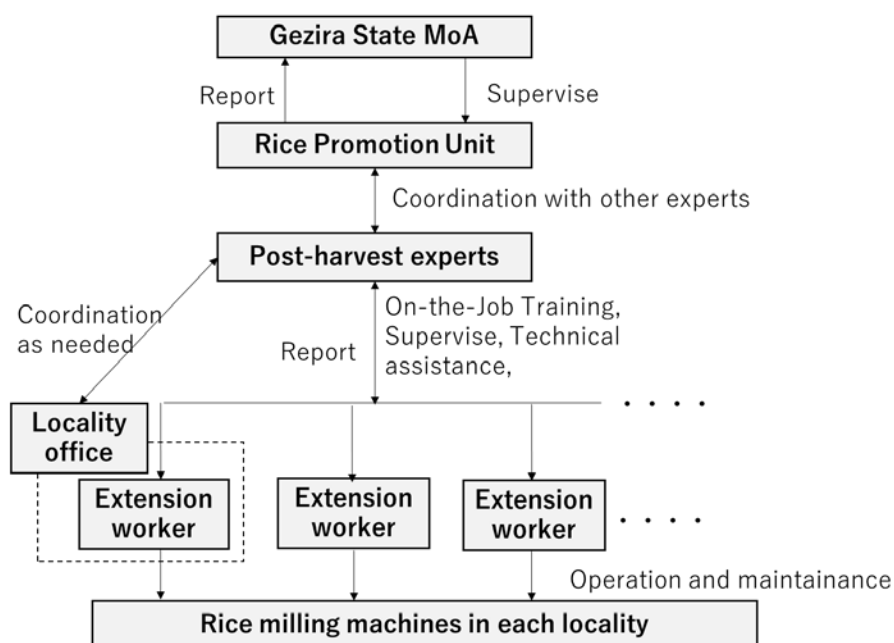 Gezira State MoA
Report
Supervise
Rice Promotion Unit
Coordination with other experts
Post-harvest experts
Coordination
as needed
Report
On-the-Job Training,
Supervise, Technical
assistance,
. . . .
Locality
office
Extension
worker
Extension
worker
Extension
worker
. . . .
Operation and maintainance
Rice milling machines in each locality